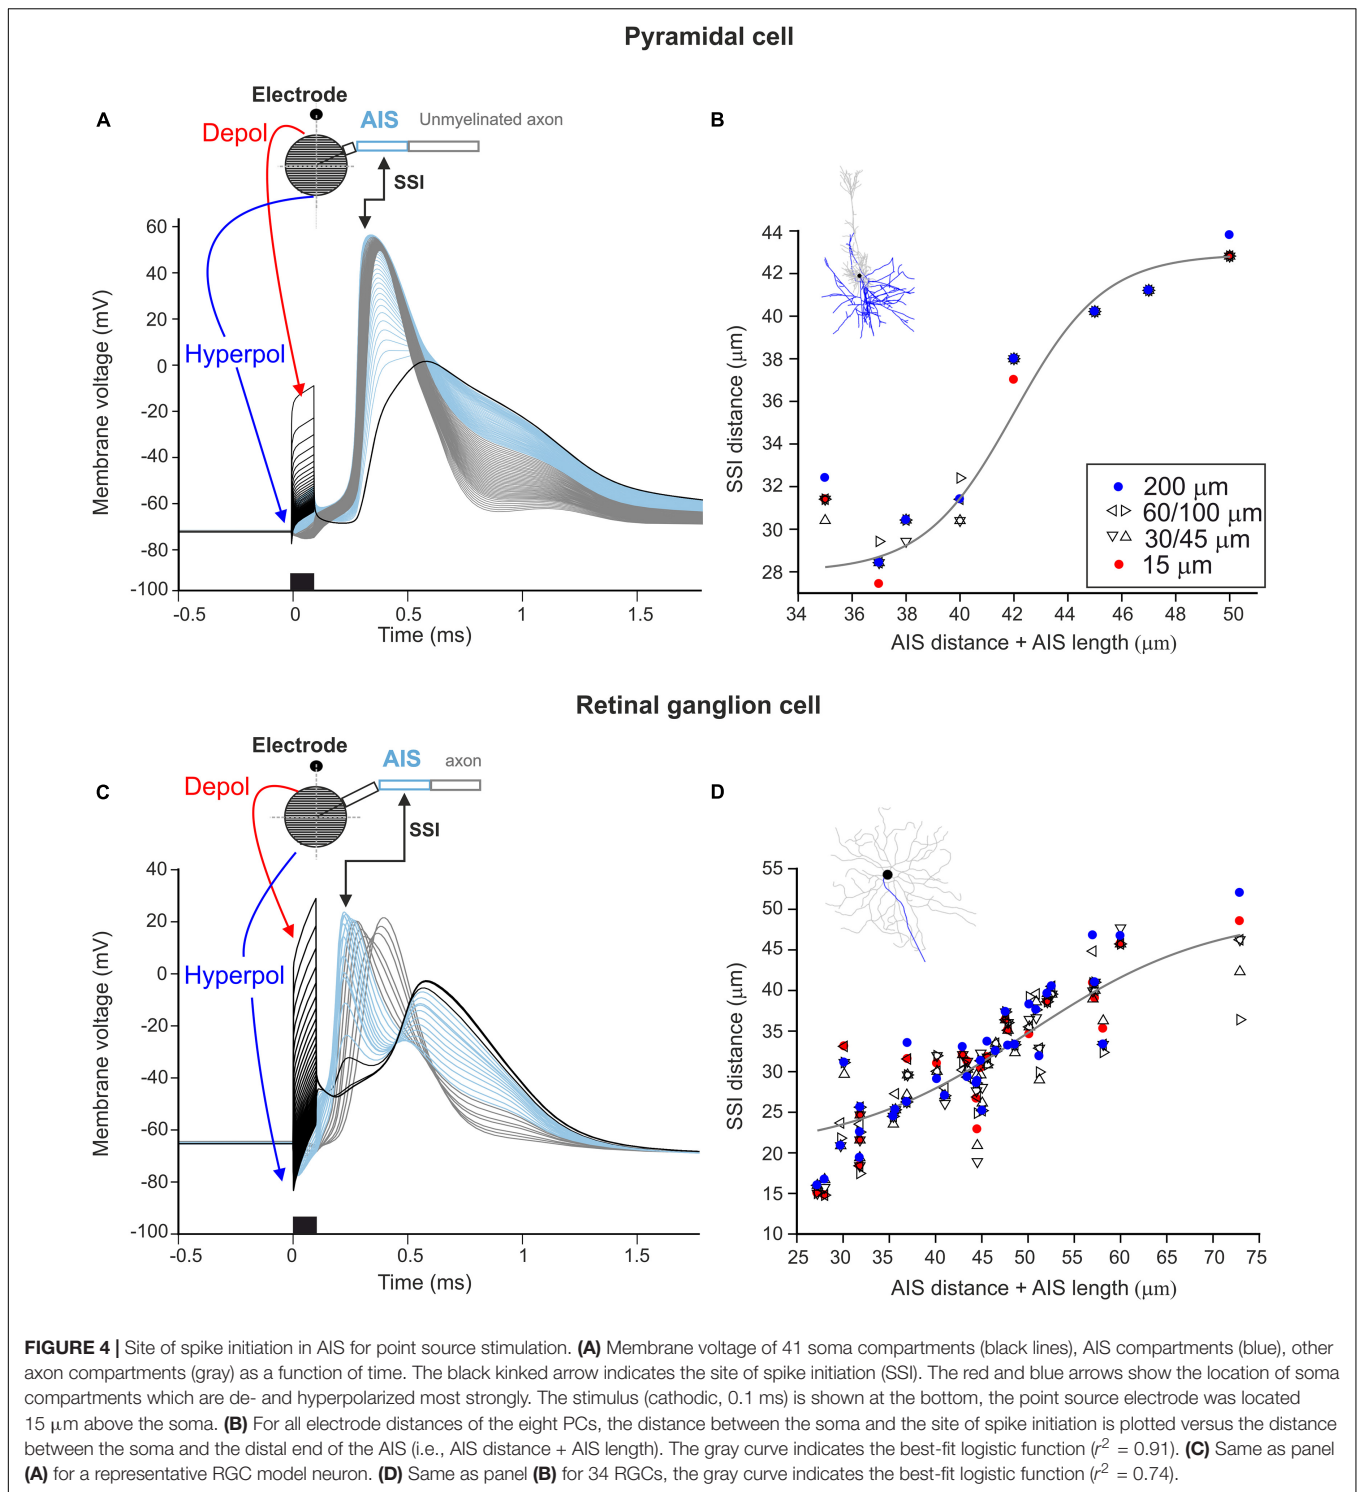 Pyramidal cell
A
Electrode
Depol
AIS
Unmyelinated axon
SSI
Hyperpol
Membrane voltage (mV)
60
40
20
0
-20
-40
-60
-80
-100
-0.5
0
0.5
1
1.5
Time (ms)
B
SSI distance (μm)
44
42
40
38
36
34
32
30
28
34
36
38
40
42
44
46
48
50
AIS distance + AIS length (μm)
200 μm
60/100 μm
30/45 μm
15 μm
Retinal ganglion cell
C
Electrode
Depol
AIS
axon
SSI
Hyperpol
Membrane voltage (mV)
40
20
0
-20
-40
-60
-80
-100
-0.5
0
0.5
1
1.5
Time (ms)
D
SSI distance (μm)
55
50
45
40
35
30
25
20
15
10
25
30
35
40
45
50
55
60
65
70
75
AIS distance + AIS length (μm)
FIGURE 4 | Site of spike initiation in AIS for point source stimulation. (A) Membrane voltage of 41 soma compartments (black lines), AIS compartments (blue), other
axon compartments (gray) as a function of time. The black kinked arrow indicates the site of spike initiation (SSI). The red and blue arrows show the location of soma
compartments which are de- and hyperpolarized most strongly. The stimulus (cathodic, 0.1 ms) is shown at the bottom, the point source electrode was located
15 μm above the soma. (B) For all electrode distances of the eight PCs, the distance between the soma and the site of spike initiation is plotted versus the distance
between the soma and the distal end of the AIS (i.e., AIS distance + AIS length). The gray curve indicates the best-fit logistic function (r² = 0.91). (C) Same as panel
(A) for a representative RGC model neuron. (D) Same as panel (B) for 34 RGCs, the gray curve indicates the best-fit logistic function (r² = 0.74).